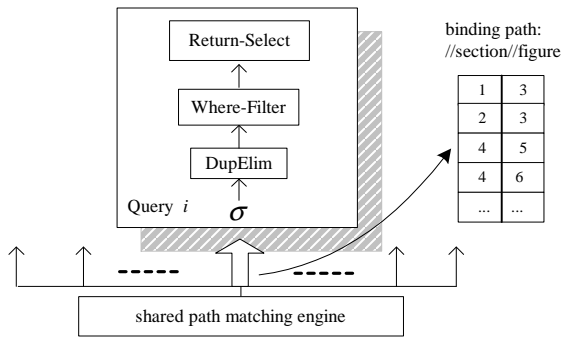 Return-Select
Where-Filter
DupElim
Query i
σ
binding path:
//section//figure
1 3
2 3
4 5
4 6
... ...
shared path matching engine